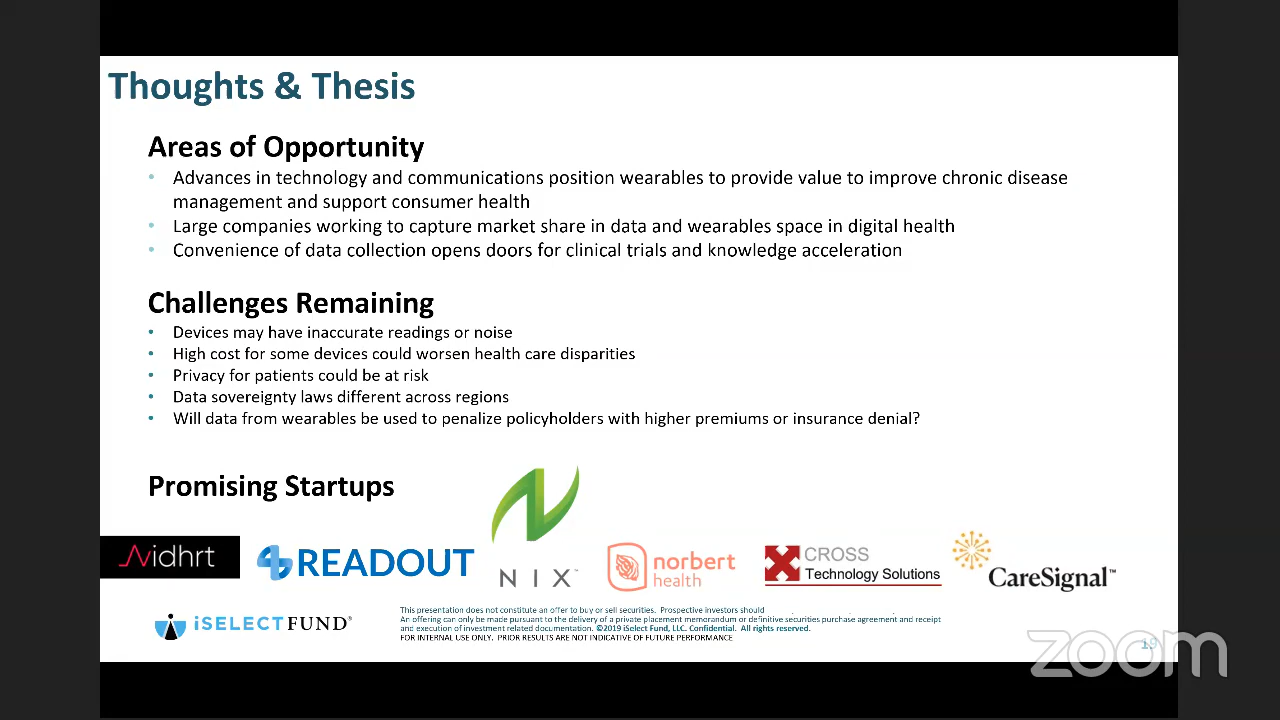 Thoughts & Thesis
Areas of Opportunity
• Advances in technology and communications position wearables to provide value to improve chronic disease
management and support consumer health
• Large companies working to capture market share in data and wearables space in digital health
• Convenience of data collection opens doors for clinical trials and knowledge acceleration
Challenges Remaining
• Devices may have inaccurate readings or noise
• High cost for some devices could worsen health care disparities
• Privacy for patients could be at risk
• Data sovereignty laws different across regions
• Will data from wearables be used to penalize policyholders with higher premiums or insurance denial?
Promising Startups
Nidhrt
READOUT
NIX™
norbert
health
CROSS
Technology Solutions
CareSignal™
iSELECT FUND®
This presentation does not constitute an offer to buy or sell securities. Prospective investors should
An offering can only be made pursuant to the delivery of a private placement memorandum or definitive securities purchase agreement and receipt
and execution of investment related documentation. ©2019 iSelect Fund, LLC. Confidential. All rights reserved.
FOR INTERNAL USE ONLY. PRIOR RESULTS ARE NOT INDICATIVE OF FUTURE PERFORMANCE
zoom